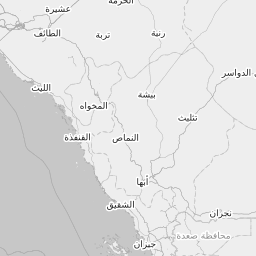 الخرمة
عشيرة
رنية
تربة
الطائف
الدواسر
الليث
بيشة
المخواه
تثليث
القنفذة
النماص
أبها
الشقيق
نجران
محافظة صعدة
جيزان